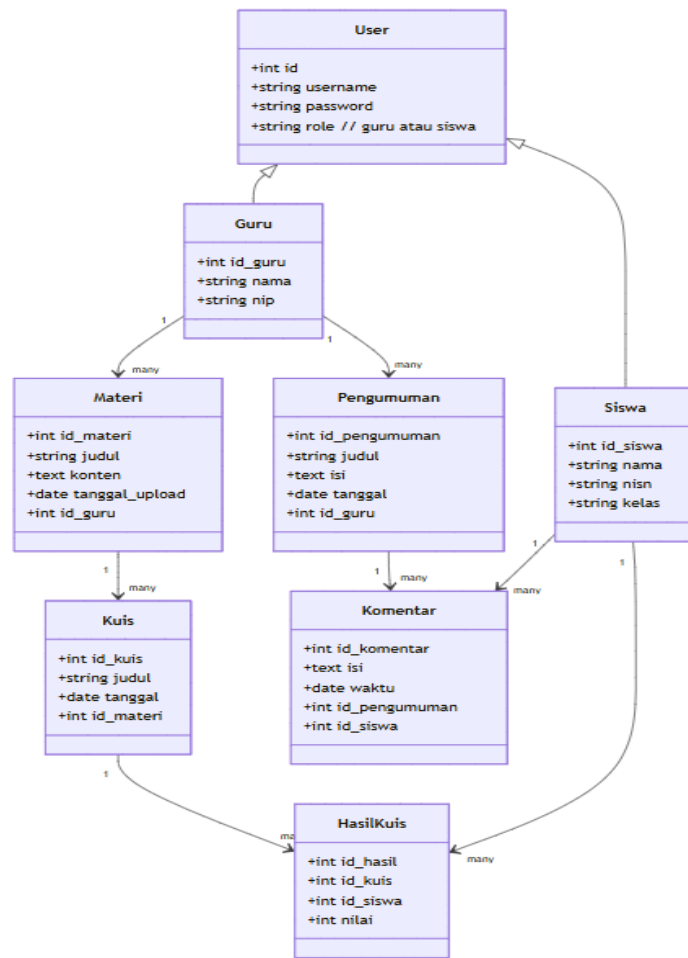 User
+int id
+string username
+string password
+string role // guru atau siswa
Guru
+int id_guru
+string nama
+string nip
1
1
many
many
Materi
+int id_materi
+string judul
+text konten
+date tanggal_upload
+int id_guru
Pengumuman
+int id_pengumuman
+string judul
+text isi
+date tanggal
+int id_guru
Siswa
+int id_siswa
+string nama
+string nisn
+string kelas
1
many
1
many
1
many
1
Kuis
+int id_kuis
+string judul
+date tanggal
+int id_materi
Komentar
+int id_komentar
+text isi
+date waktu
+int id_pengumuman
+int id_siswa
1
ma
many
HasilKuis
+int id_hasil
+int id_kuis
+int id_siswa
+int nilai